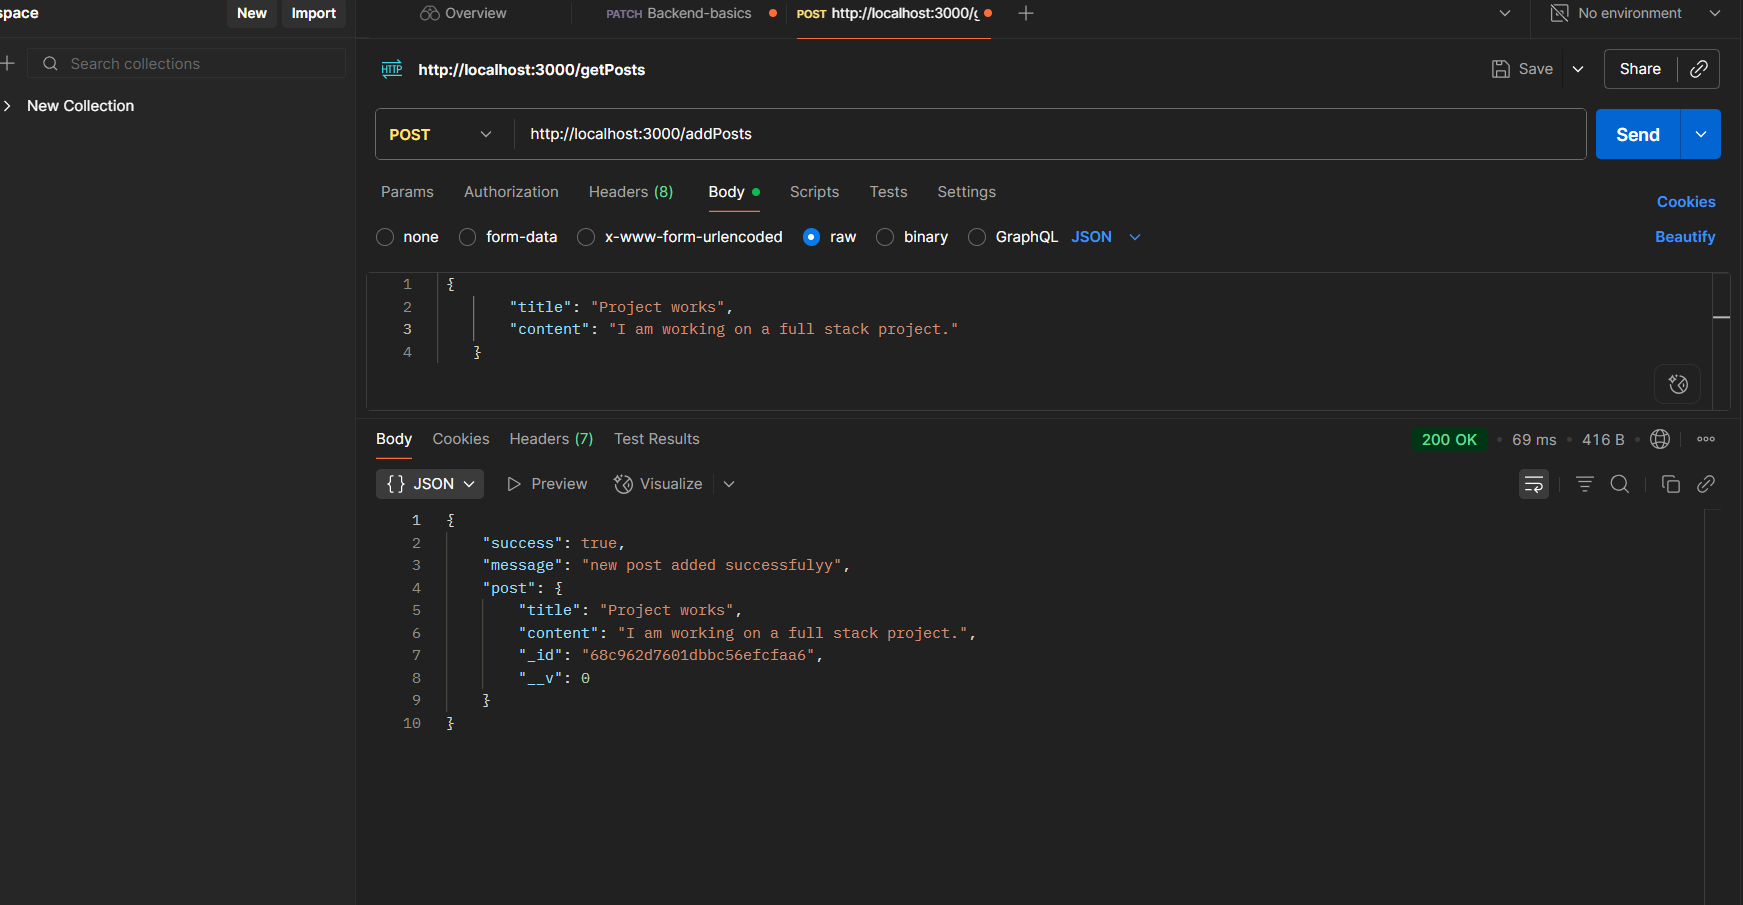 space New Import
Overview PATCH Backend-basics POST http://localhost:3000/g No environment
Search collections
New Collection
HTTP http://localhost:3000/getPosts Save Share
POST http://localhost:3000/addPosts Send
Params Authorization Headers (8) Body Scripts Tests Settings Cookies
none form-data x-www-form-urlencoded raw binary GraphQL JSON Beautify
1 {
2 "title": "Project works",
3 "content": "I am working on a full stack project."
4 }
Body Cookies Headers (7) Test Results 200 OK 69 ms 416 B
{} JSON Preview Visualize
1 {
2 "success": true,
3 "message": "new post added successfulyy",
4 "post": {
5 "title": "Project works",
6 "content": "I am working on a full stack project.",
7 "_id": "68c962d7601dbbc56efcfaa6",
8 "__v": 0
9 }
10 }